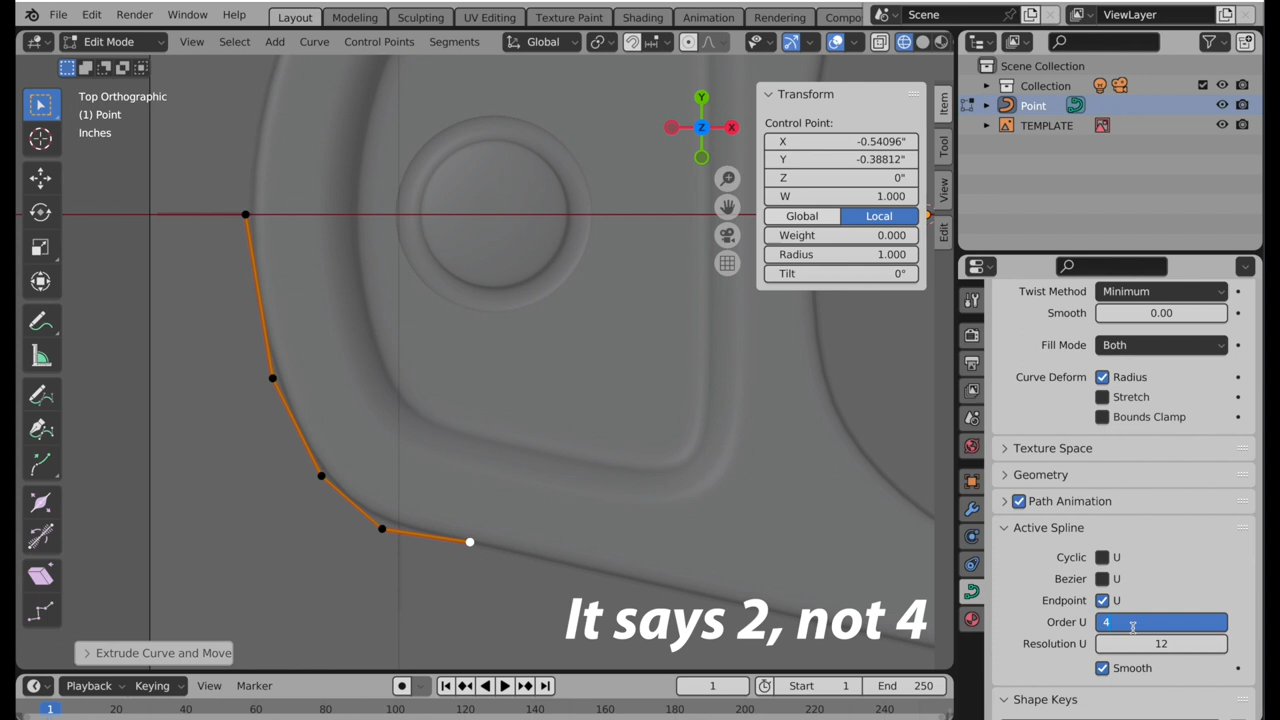 File Edit Render Window Help Layout Modeling Sculpting UV Editing Texture Paint Shading Animation Rendering Compo Scene ViewLayer
Edit Mode View Select Add Curve Control Points Segments Global
Top Orthographic
(1) Point
Inches
Transform
Control Point:
X -0.54096"
Y -0.38812"
Z 0"
W 1.000
Global Local
Weight 0.000
Radius 1.000
Tilt 0°
Y
X
Z
Item
Tool
View
Edit
Scene Collection
Collection
Point
TEMPLATE
Twist Method Minimum
Smooth 0.00
Fill Mode Both
Curve Deform Radius
Stretch
Bounds Clamp
Texture Space
Geometry
Path Animation
Active Spline
Cyclic U
Bezier U
Endpoint U
Order U 4
Resolution U 12
Smooth
Shape Keys
It says 2, not 4
Extrude Curve and Move
Playback Keying View Marker 1 Start 1 End 250
1 20 40 60 80 100 120 140 160 180 200 220 240